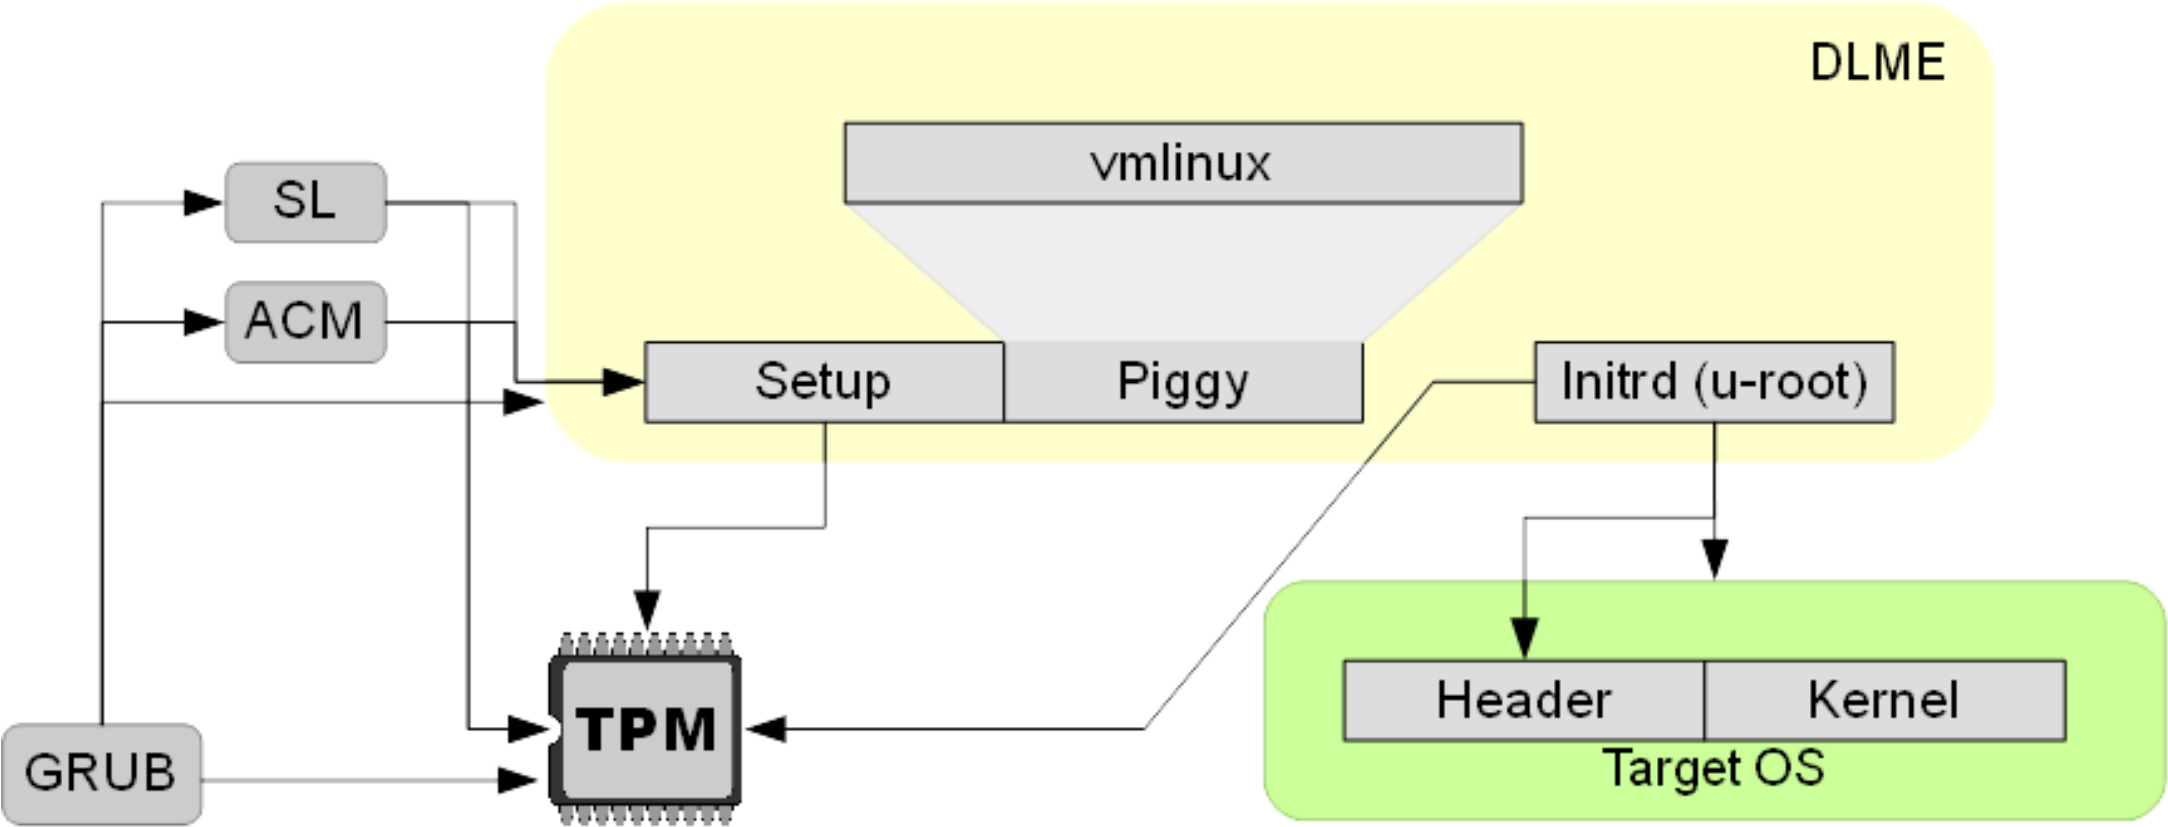 DLME
vmlinux
SL
ACM
Setup
Piggy
Initrd (u-root)
Header
Kernel
TPM
GRUB
Target OS